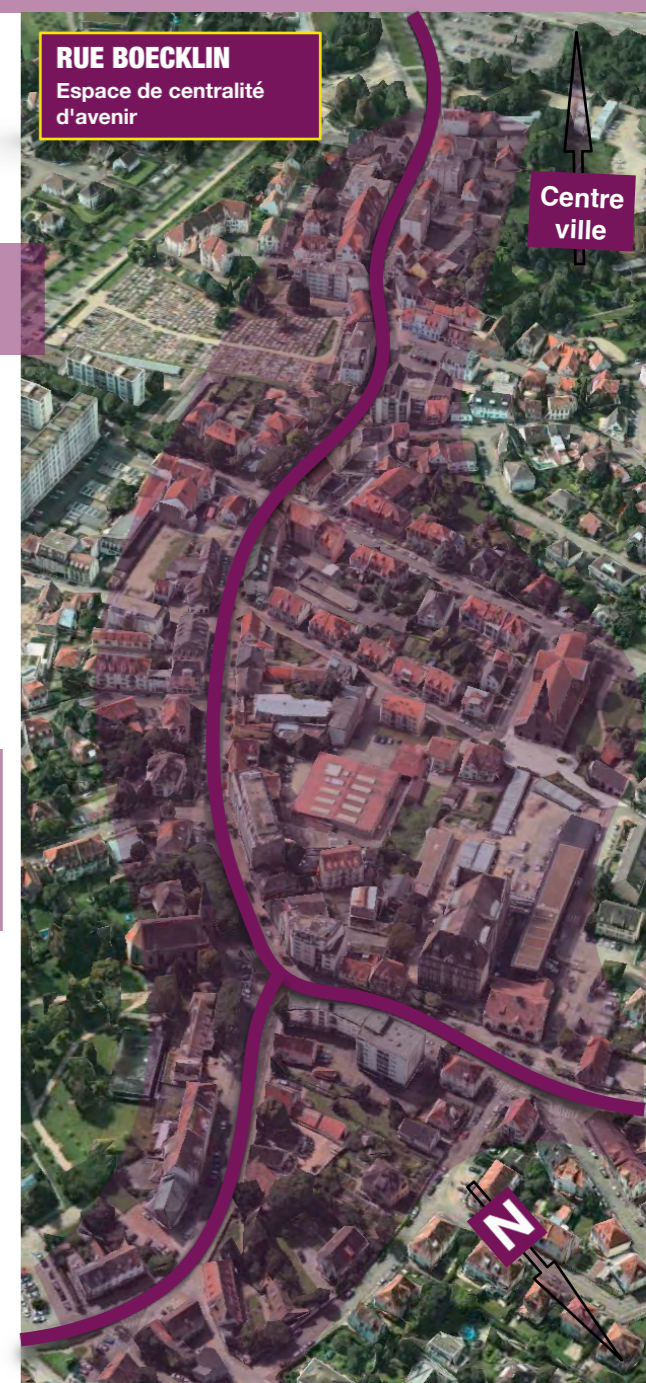 RUE BOECKLIN
Espace de centralité
d'avenir
Centre
ville
N